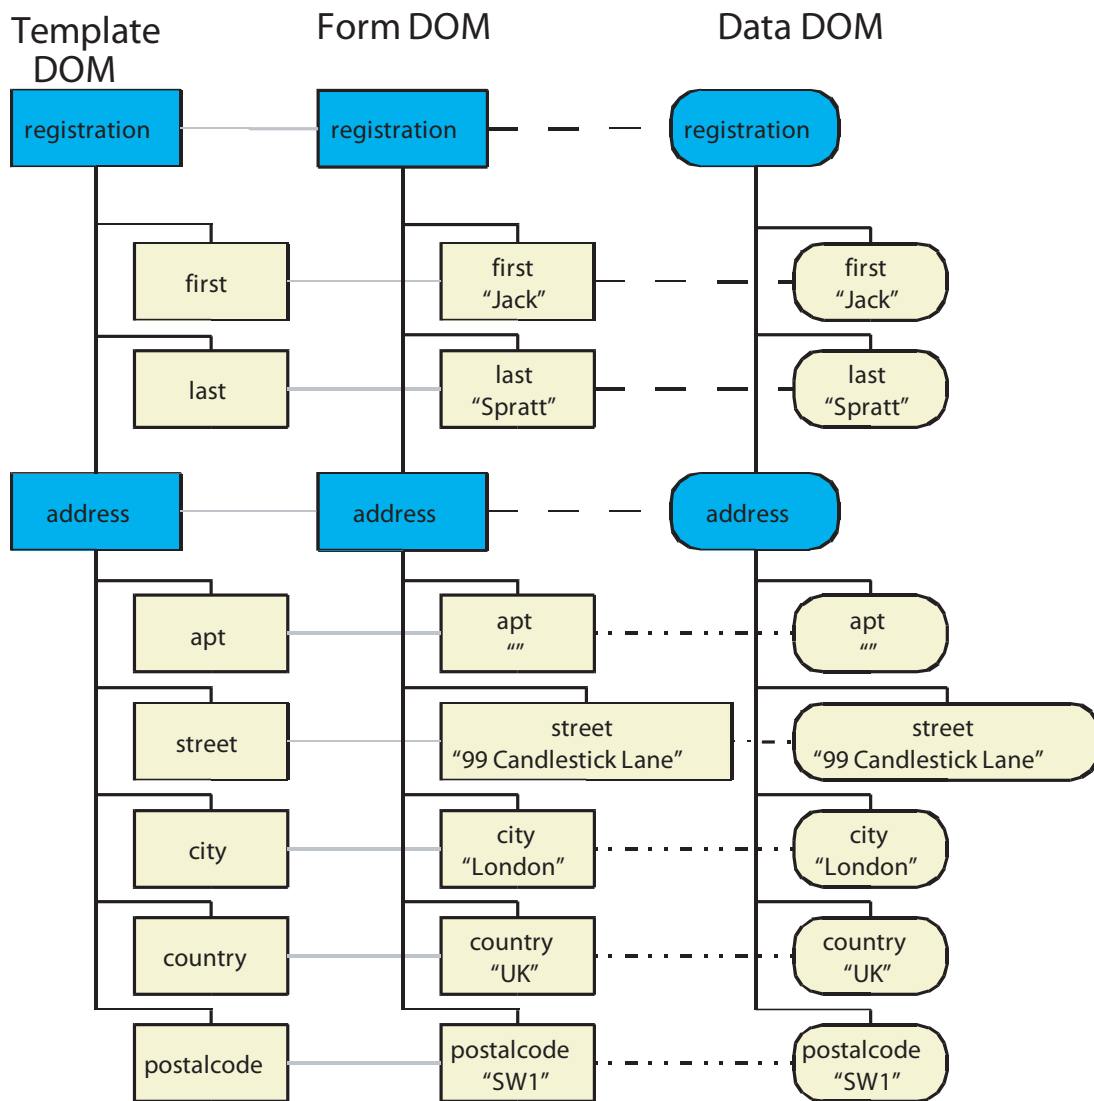 Template
DOM
Form DOM
Data DOM
registration
registration
registration
first
first
“Jack”
first
“Jack”
last
last
“Spratt”
last
“Spratt”
address
address
address
apt
apt
“”
apt
“”
street
street
“99 Candlestick Lane”
street
“99 Candlestick Lane”
city
city
“London”
city
“London”
country
country
“UK”
country
“UK”
postalcode
postalcode
“SW1”
postalcode
“SW1”